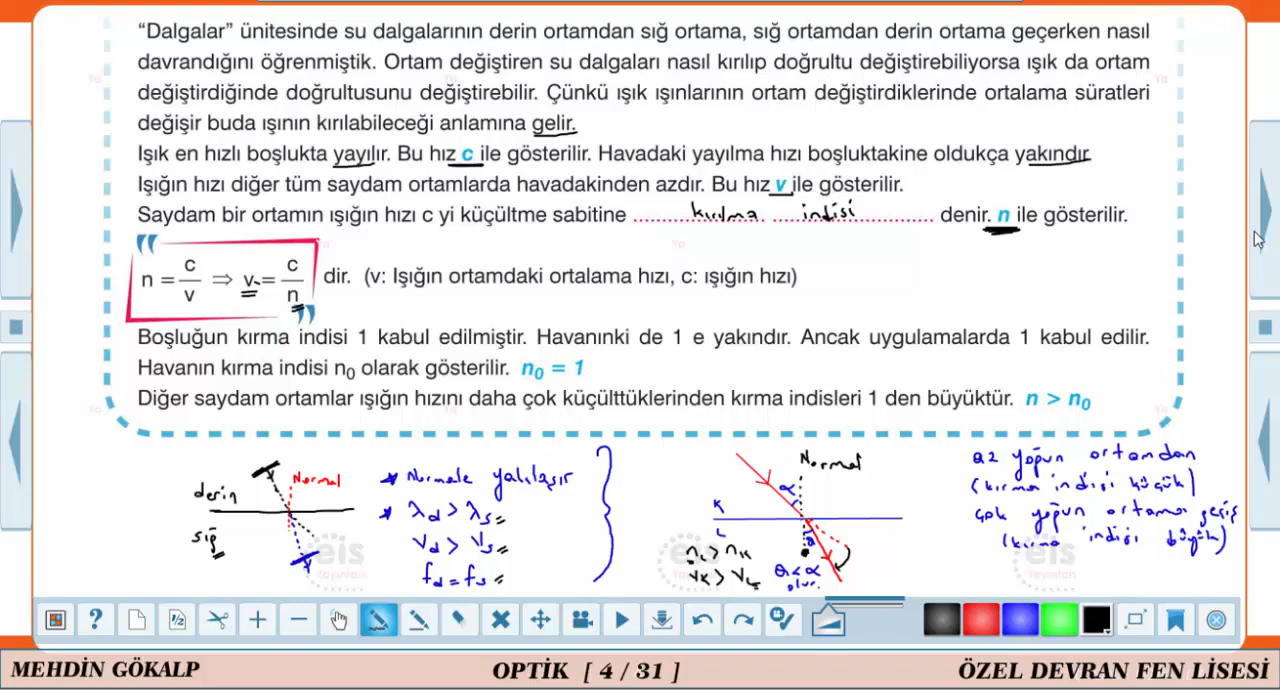 “Dalgalar” ünitesinde su dalgalarının derin ortamdan sığ ortama, sığ ortamdan derin ortama geçerken nasıl
davrandığını öğrenmiştik. Ortam değiştiren su dalgaları nasıl kırılıp doğrultu değiştirebiliyorsa ışık da ortam
değiştirdiğinde doğrultusunu değiştirebilir. Çünkü ışık ışınlarının ortam değiştirdiklerinde ortalama süratleri
değişir buda ışının kırılabileceği anlamına gelir.
Işık en hızlı boşlukta yayılır. Bu hız c ile gösterilir. Havadaki yayılma hızı boşluktakine oldukça yakındır
Işığın hızı diğer tüm saydam ortamlarda havadakinden azdır. Bu hız v ile gösterilir.
Saydam bir ortamın ışığın hızı c yi küçültme sabitine kırılma indisi denir. n ile gösterilir.
n = c/v ⇒ v = c/n dir. (v: Işığın ortamdaki ortalama hızı, c: ışığın hızı)
Boşluğun kırma indisi 1 kabul edilmiştir. Havanınki de 1 e yakındır. Ancak uygulamalarda 1 kabul edilir.
Havanın kırma indisi n₀ olarak gösterilir. n₀ = 1
Diğer saydam ortamlar ışığın hızını daha çok küçülttüklerinden kırma indisleri 1 den büyüktür. n > n₀
derin
sığ
Normal
* Normale yaklaşır
* λd > λs
Vd > Vs
fd = fs
Normal
α
K
L
nL > nK
VK > VL
θ < α
olur.
az yoğun ortamdan
(kırma indisi küçük)
çok yoğun ortama geçiş
(kırma indisi büyük)
eis
Yayınları
eis
Yayınları
eis
Yayınları
MEHDİN GÖKALP
OPTİK [ 4 / 31 ]
ÖZEL DEVRAN FEN LİSESİ